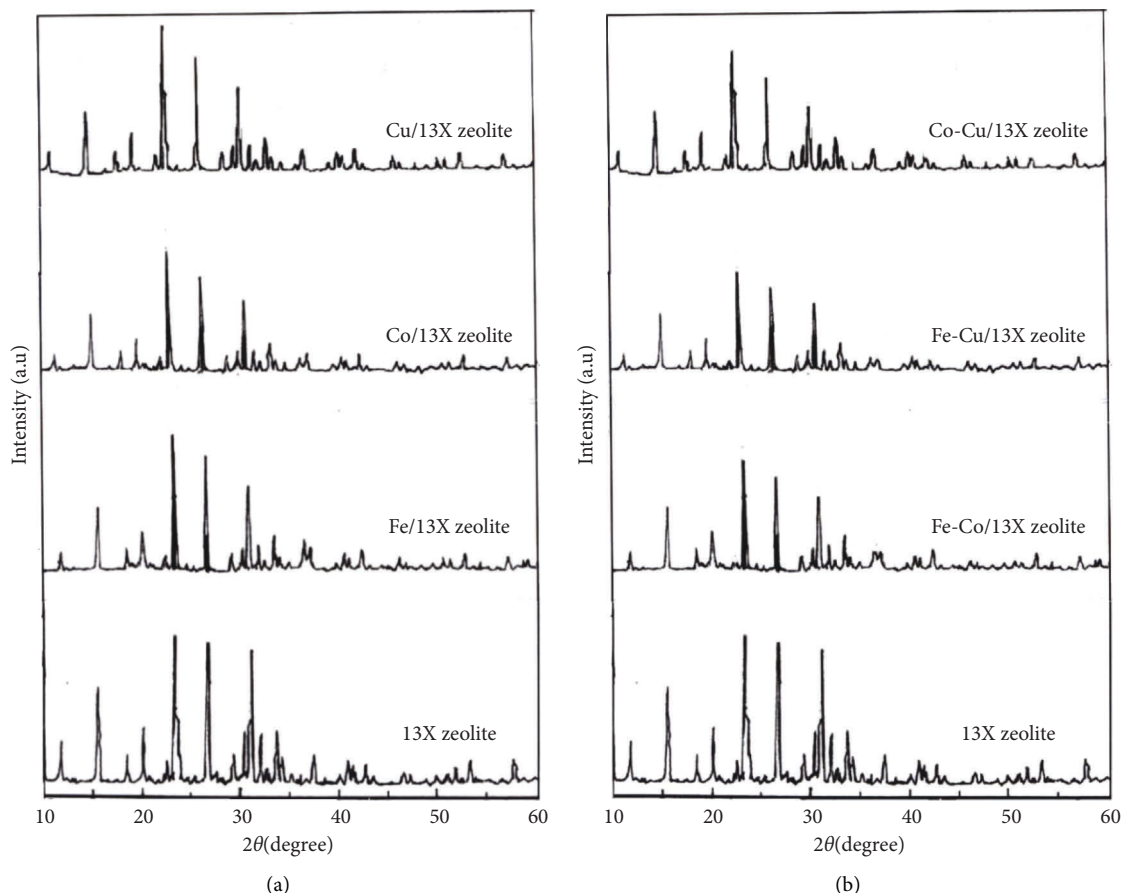 Cu/13X zeolite
Co/13X zeolite
Fe/13X zeolite
13X zeolite
Intensity (a.u)
10 20 30 40 50 60
2θ(degree)
(a)
Co-Cu/13X zeolite
Fe-Cu/13X zeolite
Fe-Co/13X zeolite
13X zeolite
Intensity (a.u)
10 20 30 40 50 60
2θ(degree)
(b)